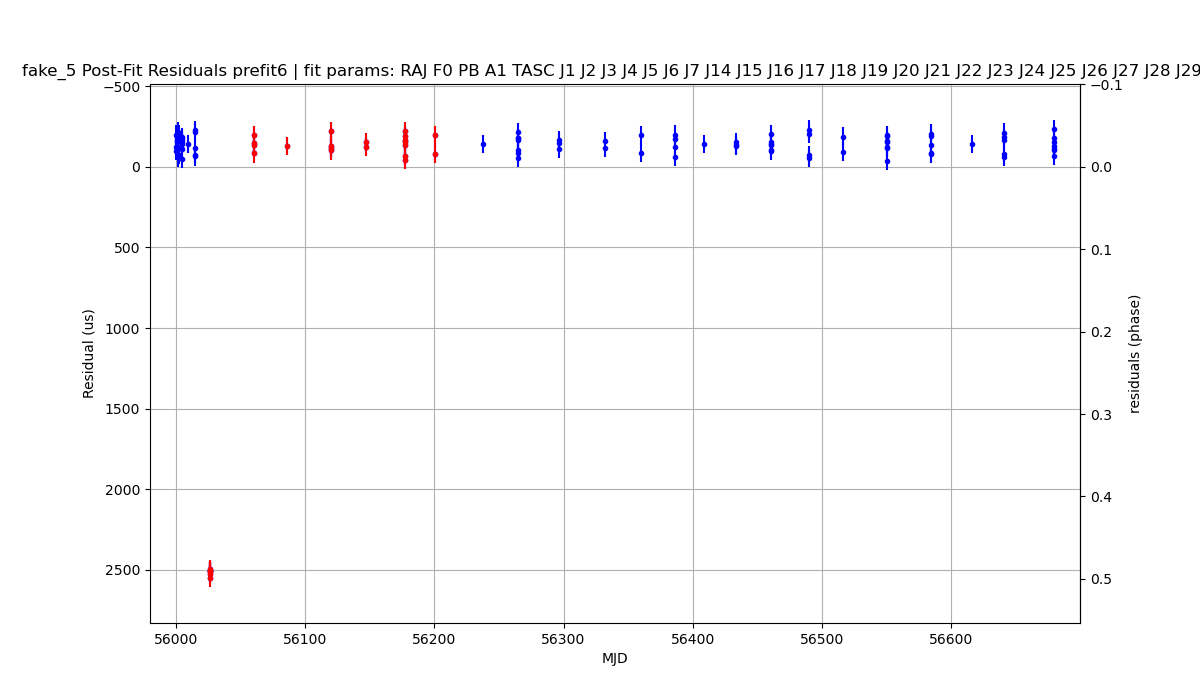 fake_5 Post-Fit Residuals prefit6 | fit params: RAJ F0 PB A1 TASC J1 J2 J3 J4 J5 J6 J7 J14 J15 J16 J17 J18 J19 J20 J21 J22 J23 J24 J25 J26 J27 J28 J29
−500
0
500
1000
1500
2000
2500
Residual (us)
−0.1
0.0
0.1
0.2
0.3
0.4
0.5
residuals (phase)
56000 56100 56200 56300 56400 56500 56600
MJD